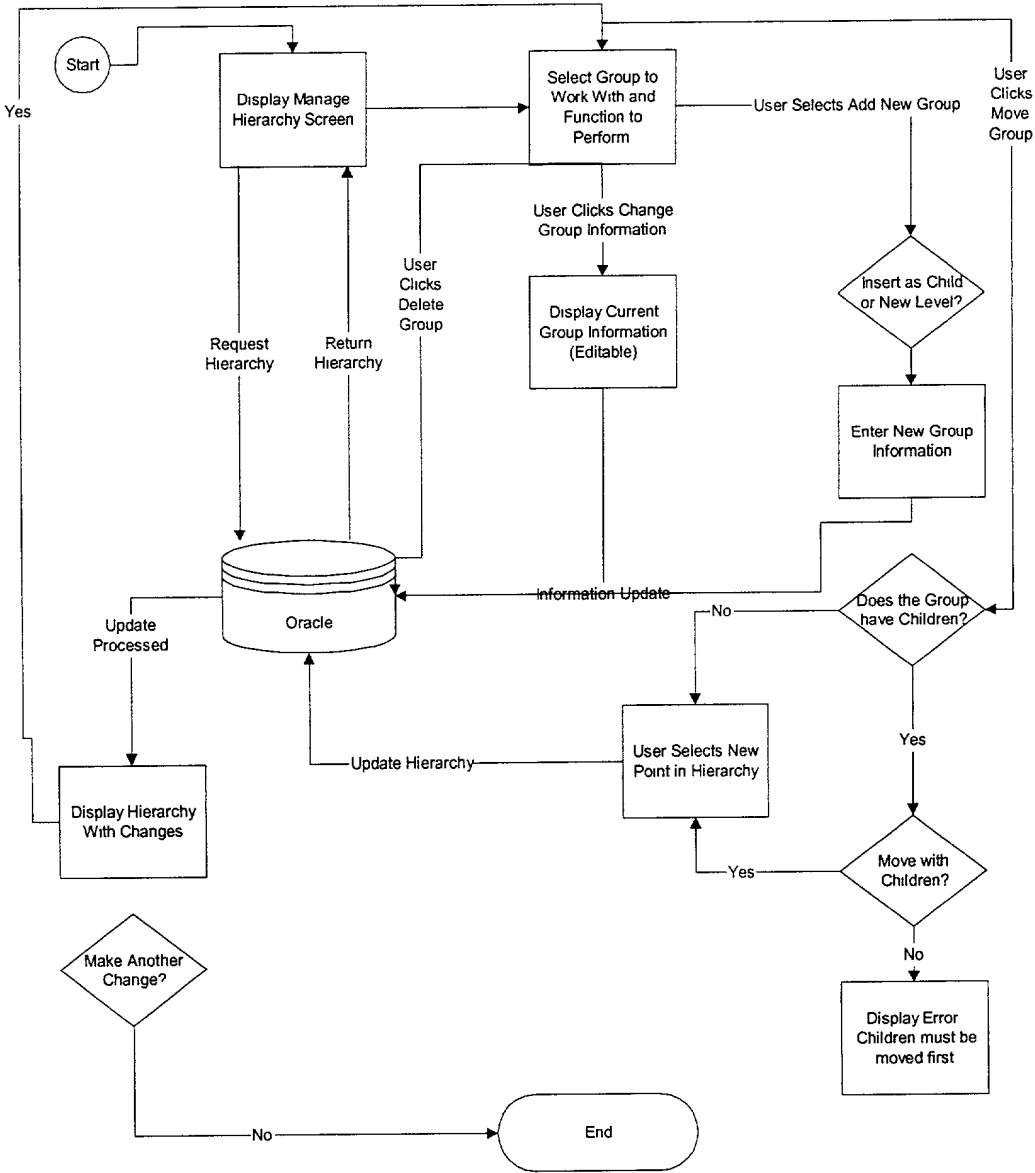 Start
Yes
Display Manage
Hierarchy Screen
Select Group to
Work With and
Function to
Perform
User Selects Add New Group
User
Clicks
Move
Group
User Clicks Change
Group Information
User
Clicks
Delete
Group
Insert as Child
or New Level?
Display Current
Group Information
(Editable)
Request
Hierarchy
Return
Hierarchy
Enter New Group
Information
Information Update
Oracle
Does the Group
have Children?
No
Update
Processed
Yes
User Selects New
Point in Hierarchy
Update Hierarchy
Display Hierarchy
With Changes
Move with
Children?
Yes
No
Make Another
Change?
Display Error
Children must be
moved first
No
End